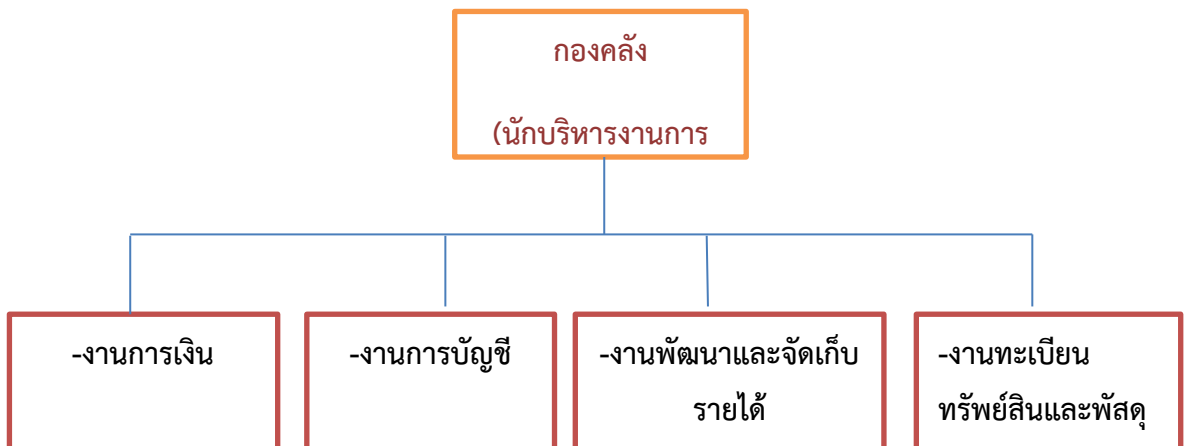 กองคลัง
(นักบริหารงานการ
-งานการเงิน
-งานการบัญชี
-งานพัฒนาและจัดเก็บ
รายได้
-งานทะเบียน
ทรัพย์สินและพัสดุ